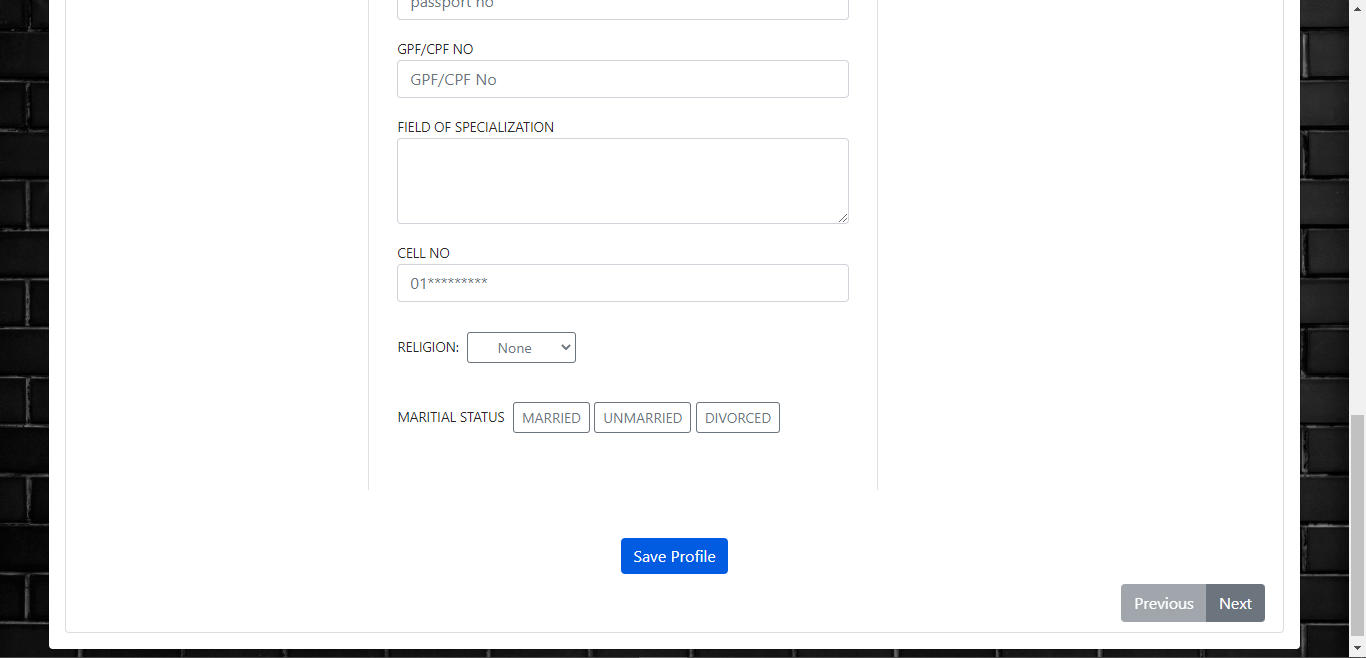 passport no
GPF/CPF NO
GPF/CPF No
FIELD OF SPECIALIZATION
CELL NO
01*********
RELIGION: None
MARITIAL STATUS MARRIED UNMARRIED DIVORCED
Save Profile
Previous Next